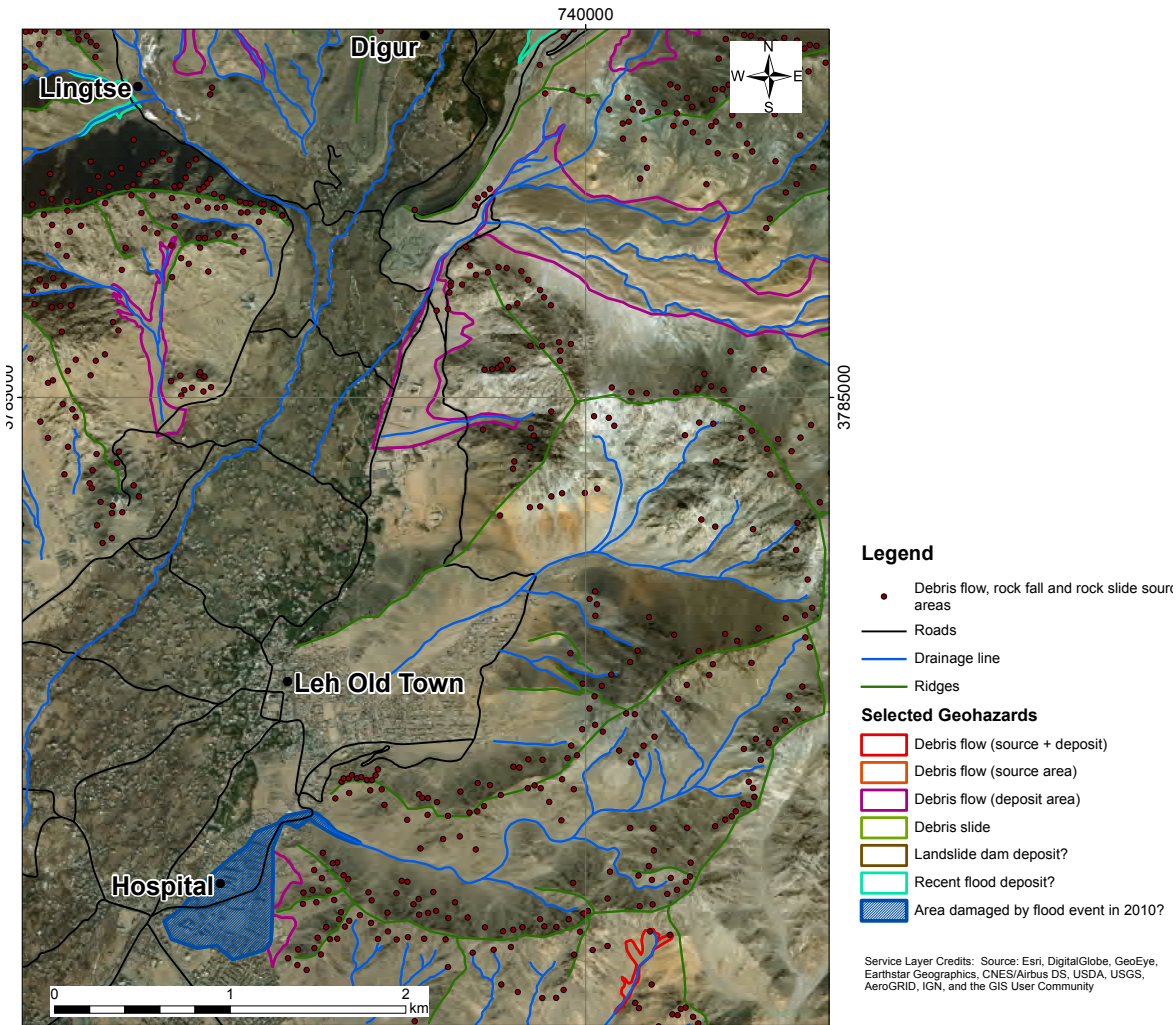 740000
Digur
N
W E
S
Lingtse
3785000
3785000
Leh Old Town
Hospital
0 1 2
km
Legend
Debris flow, rock fall and rock slide sourc
areas
Roads
Drainage line
Ridges
Selected Geohazards
Debris flow (source + deposit)
Debris flow (source area)
Debris flow (deposit area)
Debris slide
Landslide dam deposit?
Recent flood deposit?
Area damaged by flood event in 2010?
Service Layer Credits: Source: Esri, DigitalGlobe, GeoEye,
Earthstar Geographics, CNES/Airbus DS, USDA, USGS,
AeroGRID, IGN, and the GIS User Community